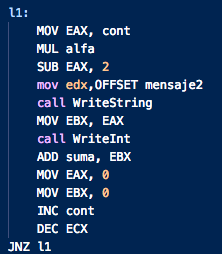 l1:
MOV EAX, cont
MUL alfa
SUB EAX, 2
mov edx,OFFSET mensaje2
call WriteString
MOV EBX, EAX
call WriteInt
ADD suma, EBX
MOV EAX, 0
MOV EBX, 0
INC cont
DEC ECX
JNZ l1